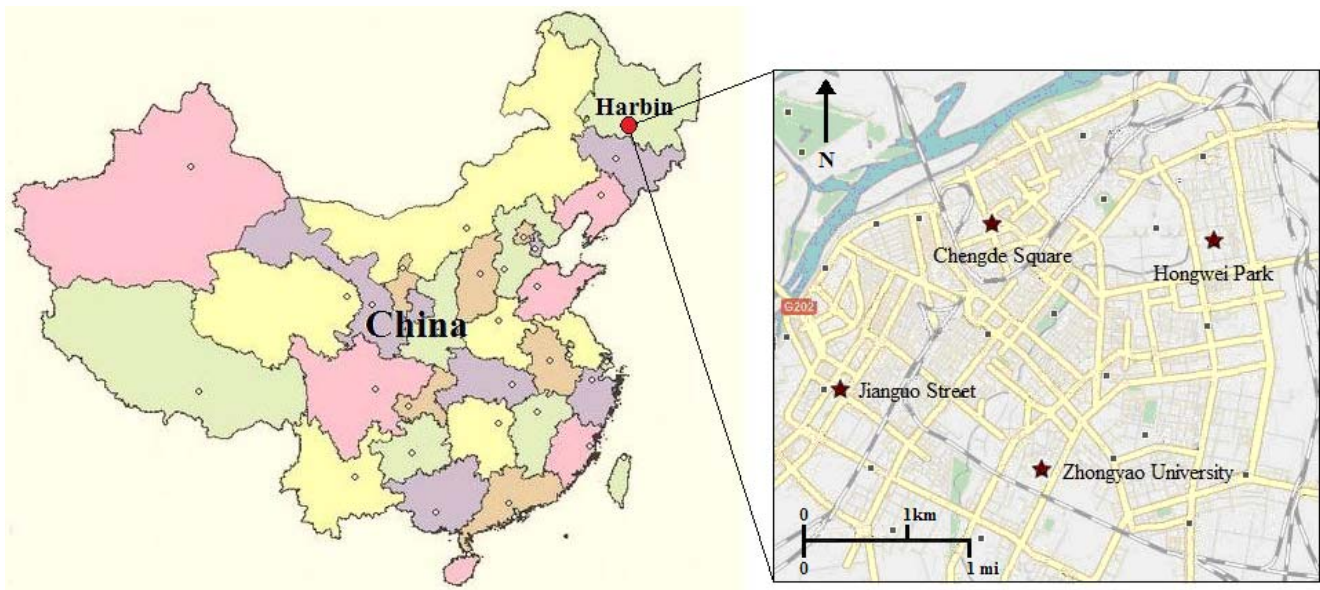 Harbin
China
N
Chengde Square
Hongwei Park
G202
Jianguo Street
Zhongyao University
0
1km
0
1 mi